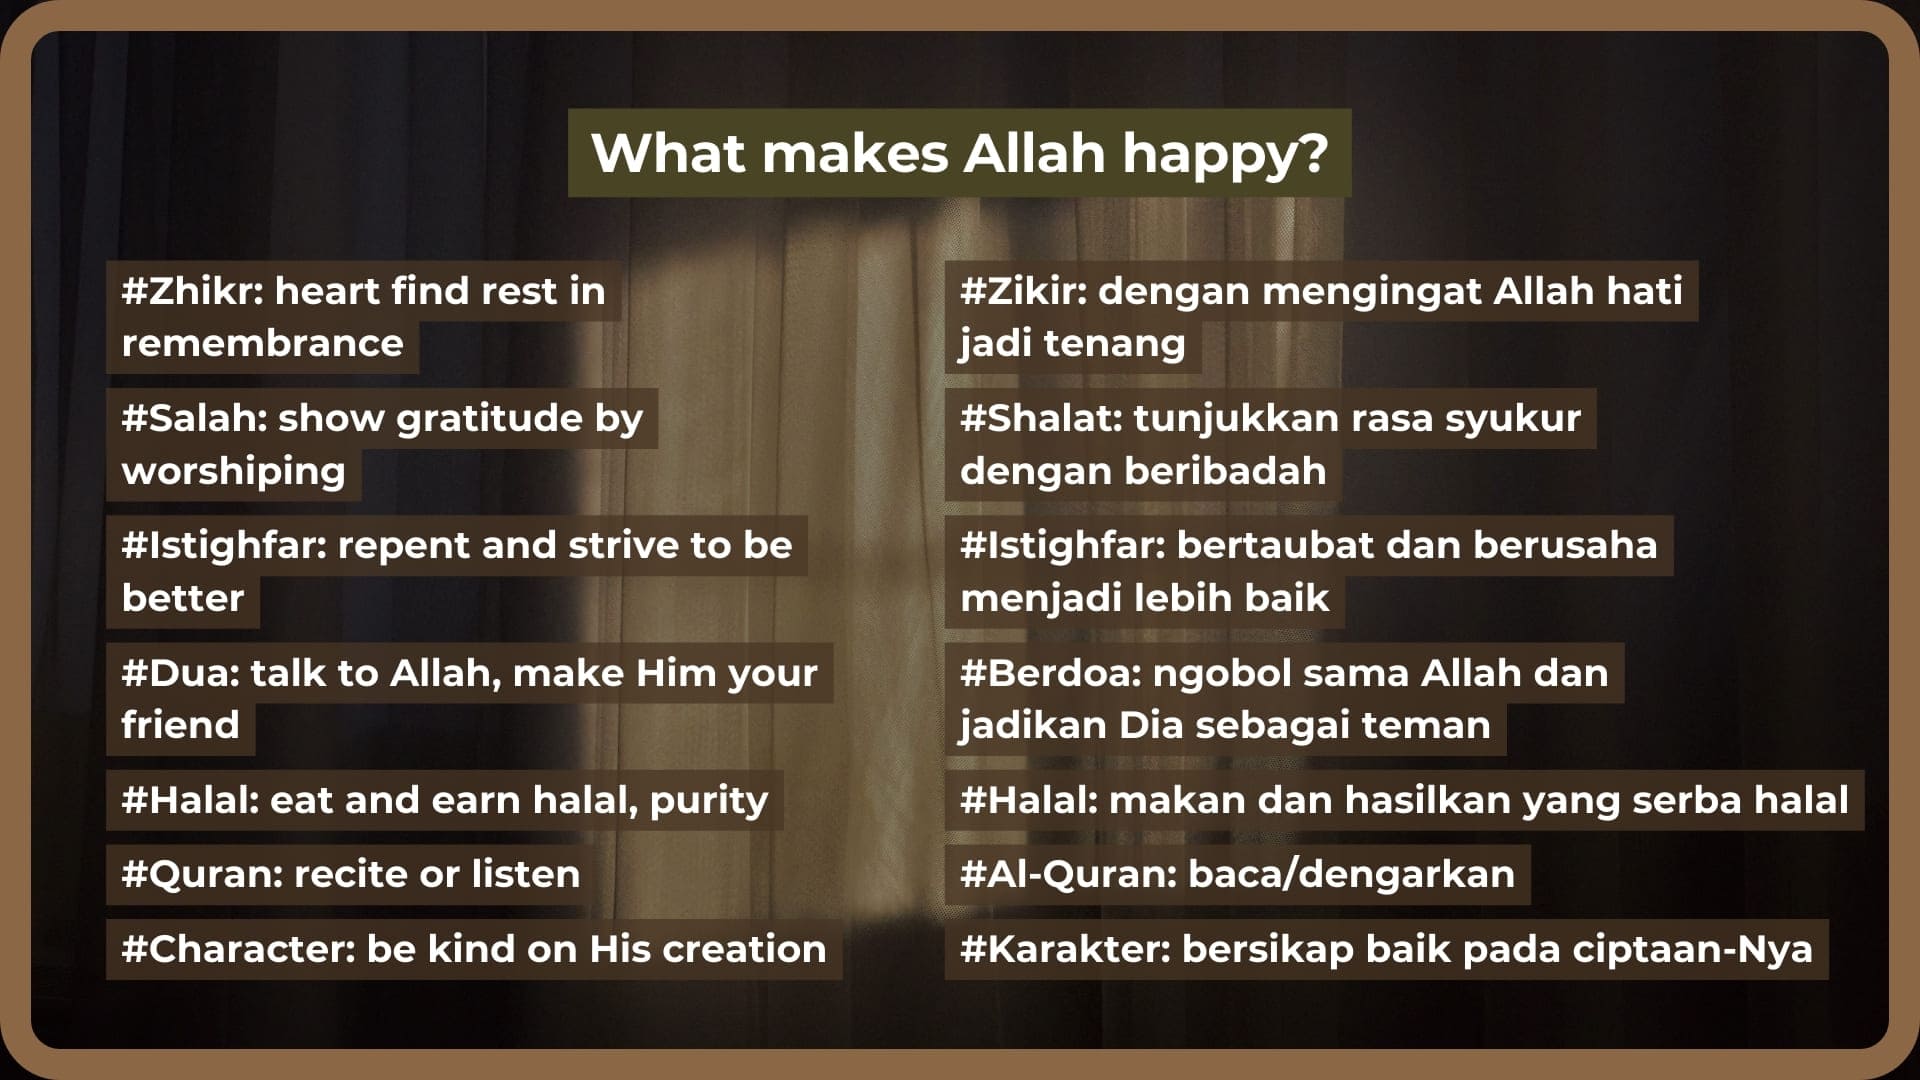 What makes Allah happy?
#Zhikr: heart find rest in
remembrance
#Salah: show gratitude by
worshiping
#Istighfar: repent and strive to be
better
#Dua: talk to Allah, make Him your
friend
#Halal: eat and earn halal, purity
#Quran: recite or listen
#Character: be kind on His creation
#Zikir: dengan mengingat Allah hati
jadi tenang
#Shalat: tunjukkan rasa syukur
dengan beribadah
#Istighfar: bertaubat dan berusaha
menjadi lebih baik
#Berdoa: ngobol sama Allah dan
jadikan Dia sebagai teman
#Halal: makan dan hasilkan yang serba halal
#Al-Quran: baca/dengarkan
#Karakter: bersikap baik pada ciptaan-Nya